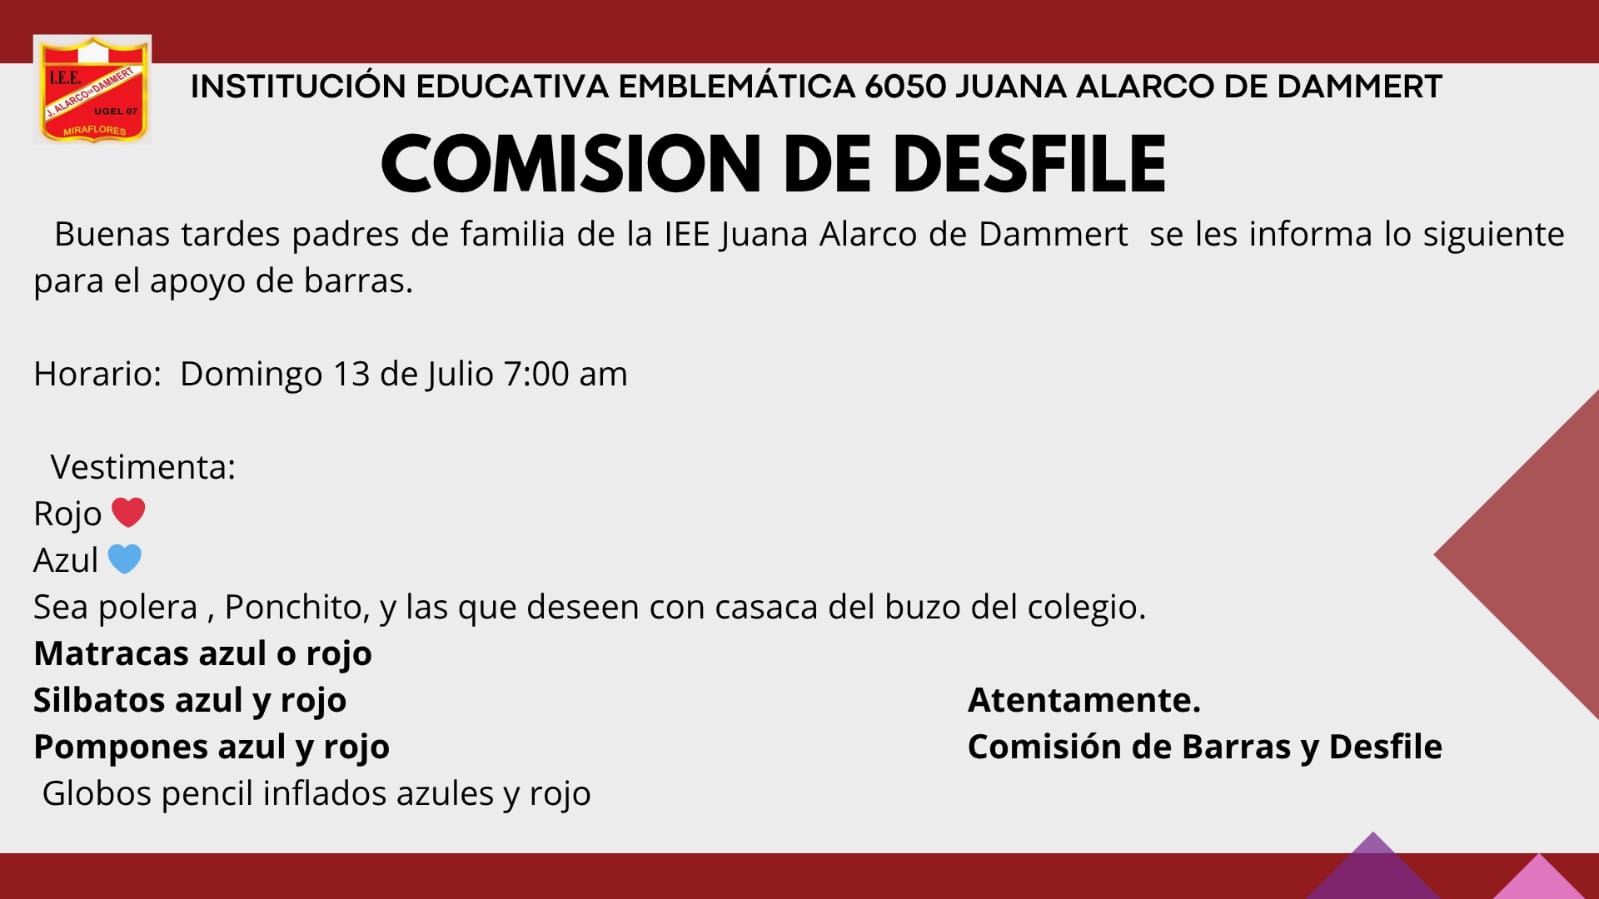 I.E.E.
J. ALARCO DE DAMMERT
UGEL 07
MIRAFLORES
INSTITUCIÓN EDUCATIVA EMBLEMÁTICA 6050 JUANA ALARCO DE DAMMERT
COMISION DE DESFILE
Buenas tardes padres de familia de la IEE Juana Alarco de Dammert se les informa lo siguiente
para el apoyo de barras.
Horario: Domingo 13 de Julio 7:00 am
Vestimenta:
Rojo ❤️
Azul 💙
Sea polera , Ponchito, y las que deseen con casaca del buzo del colegio.
Matracas azul o rojo
Silbatos azul y rojo
Pompones azul y rojo
Globos pencil inflados azules y rojo
Atentamente.
Comisión de Barras y Desfile